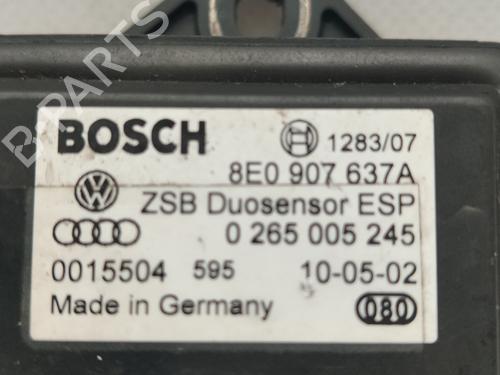 BOSCH 1283/07
8E0 907 637A
ZSB Duosensor ESP
0 265 005 245
0015504 595 10-05-02
Made in Germany 080
B-PARTS